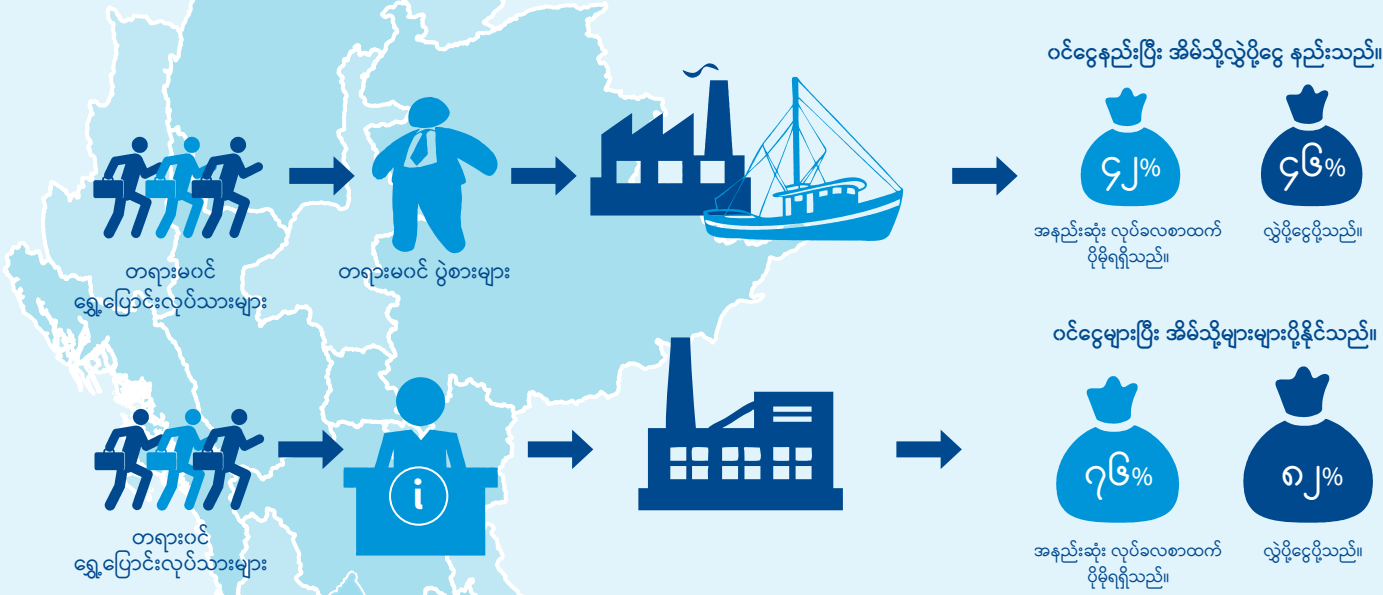 ဝင်ငွေနည်းပြီး အိမ်သို့လွှဲပို့ငွေ နည်းသည်။
၄၂%
၄၆%
အနည်းဆုံး လုပ်ခလစာထက်
ပိုမိုရရှိသည်။
လွှဲပို့ငွေပို့သည်။
တရားမဝင်
ရွှေ့ပြောင်းလုပ်သားများ
တရားမဝင် ပွဲစားများ
ဝင်ငွေများပြီး အိမ်သို့များများပို့နိုင်သည်။
၇၆%
၈၂%
အနည်းဆုံး လုပ်ခလစာထက်
ပိုမိုရရှိသည်။
လွှဲပို့ငွေပို့သည်။
တရားဝင်
ရွှေ့ပြောင်းလုပ်သားများ
i